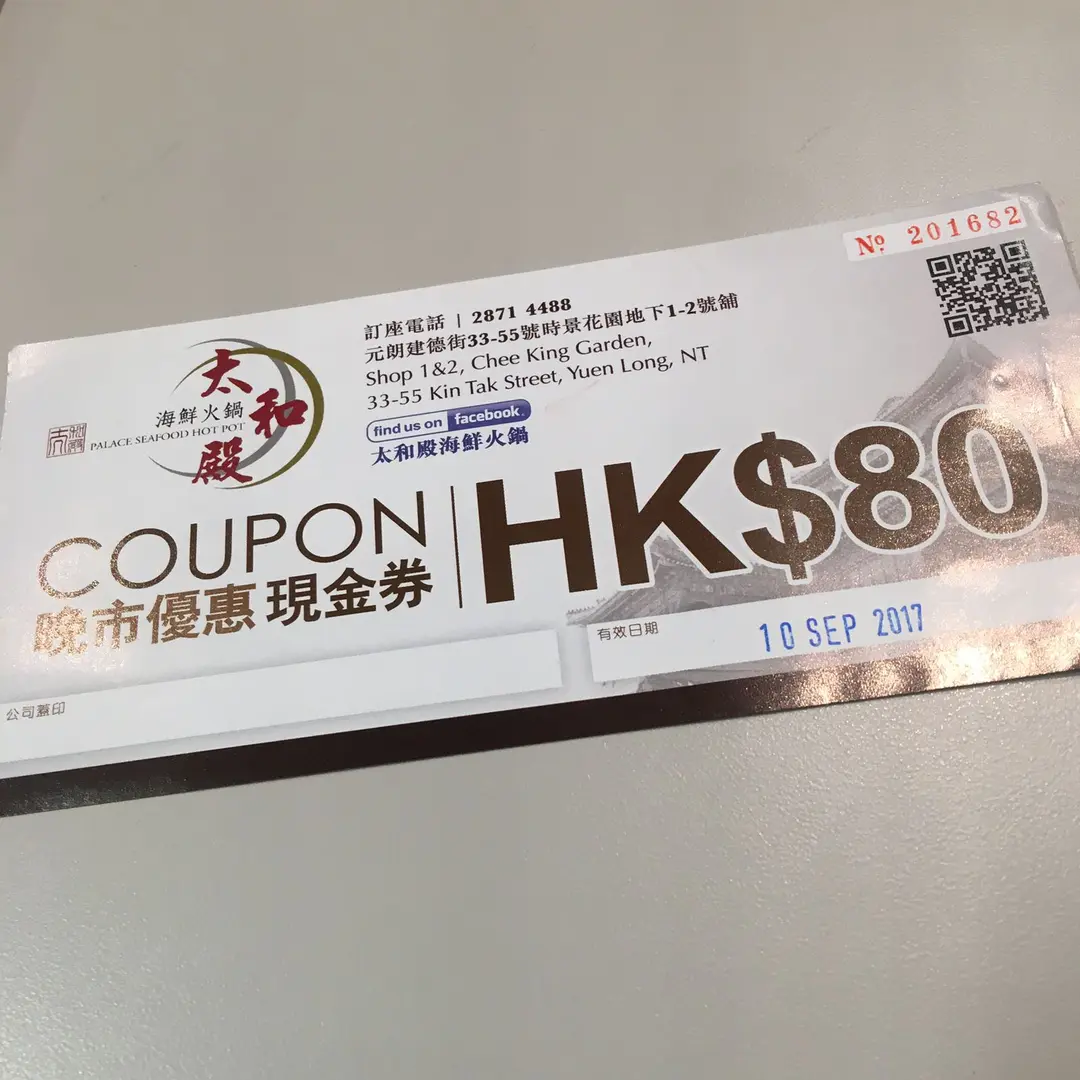 Nº 201682
訂座電話 | 2871 4488
元朗建德街33-55號時景花園地下1-2號舖
Shop 1&2, Chee King Garden,
33-55 Kin Tak Street, Yuen Long, NT
find us on facebook.
太和殿海鮮火鍋
太和殿
海鮮火鍋
PALACE SEAFOOD HOT POT
COUPON
晚市優惠現金券
HK$80
有效日期
10 SEP 2017
公司蓋印